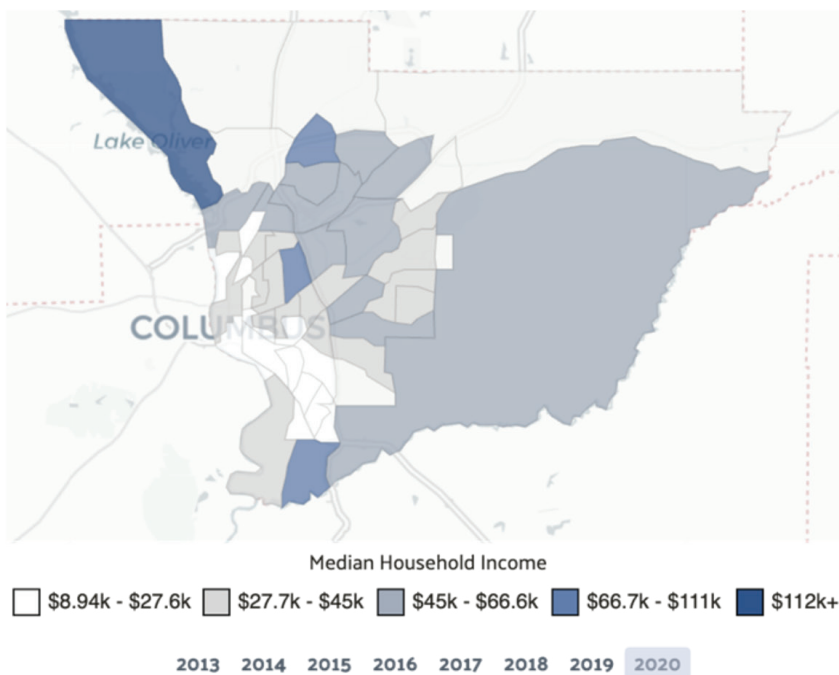 Lake Oliver
COLUMBUS
Median Household Income
$8.94k - $27.6k $27.7k - $45k $45k - $66.6k $66.7k - $111k $112k+
2013 2014 2015 2016 2017 2018 2019 2020